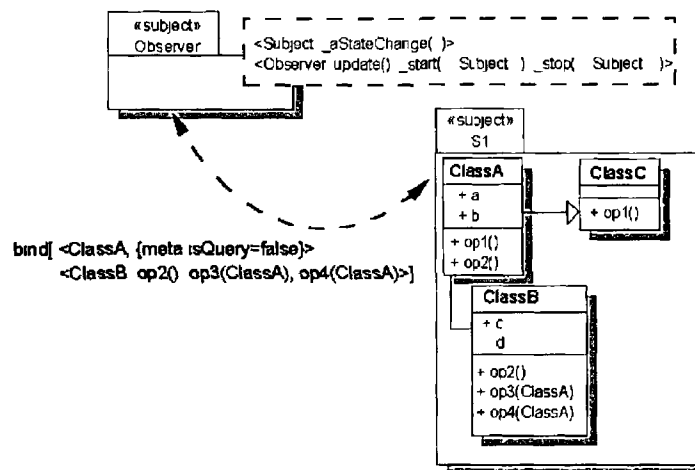 «subject»
Observer
<Subject _aStateChange( )>
<Observer update() _start( Subject ) _stop( Subject )>
«subject»
S1
ClassA
+ a
+ b
+ op1()
+ op2()
ClassC
+ op1()
bind[ <ClassA, {meta isQuery=false}>
<ClassB op2() op3(ClassA), op4(ClassA)>]
ClassB
+ c
d
+ op2()
+ op3(ClassA)
+ op4(ClassA)